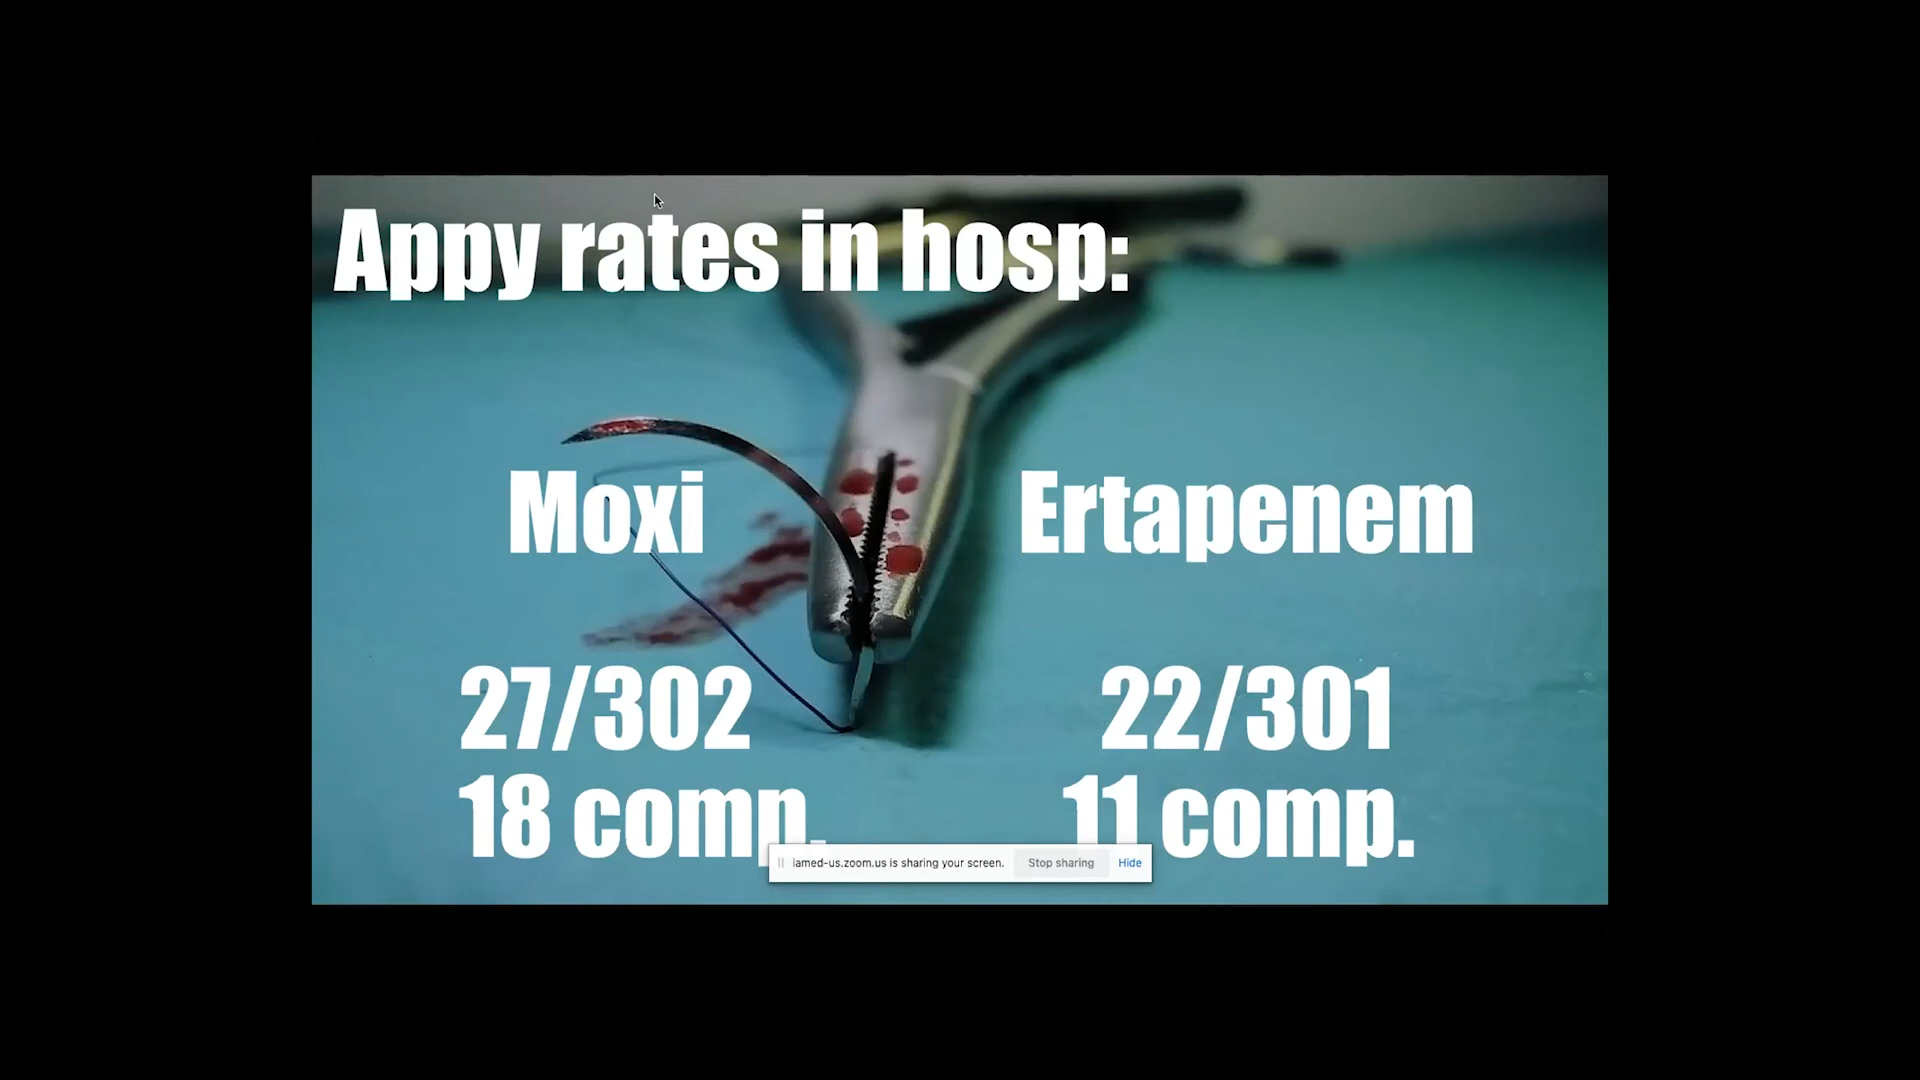 Appy rates in hosp:
Moxi
Ertapenem
27/302
22/301
18 comp.
11 comp.
iamed-us.zoom.us is sharing your screen.
Stop sharing
Hide